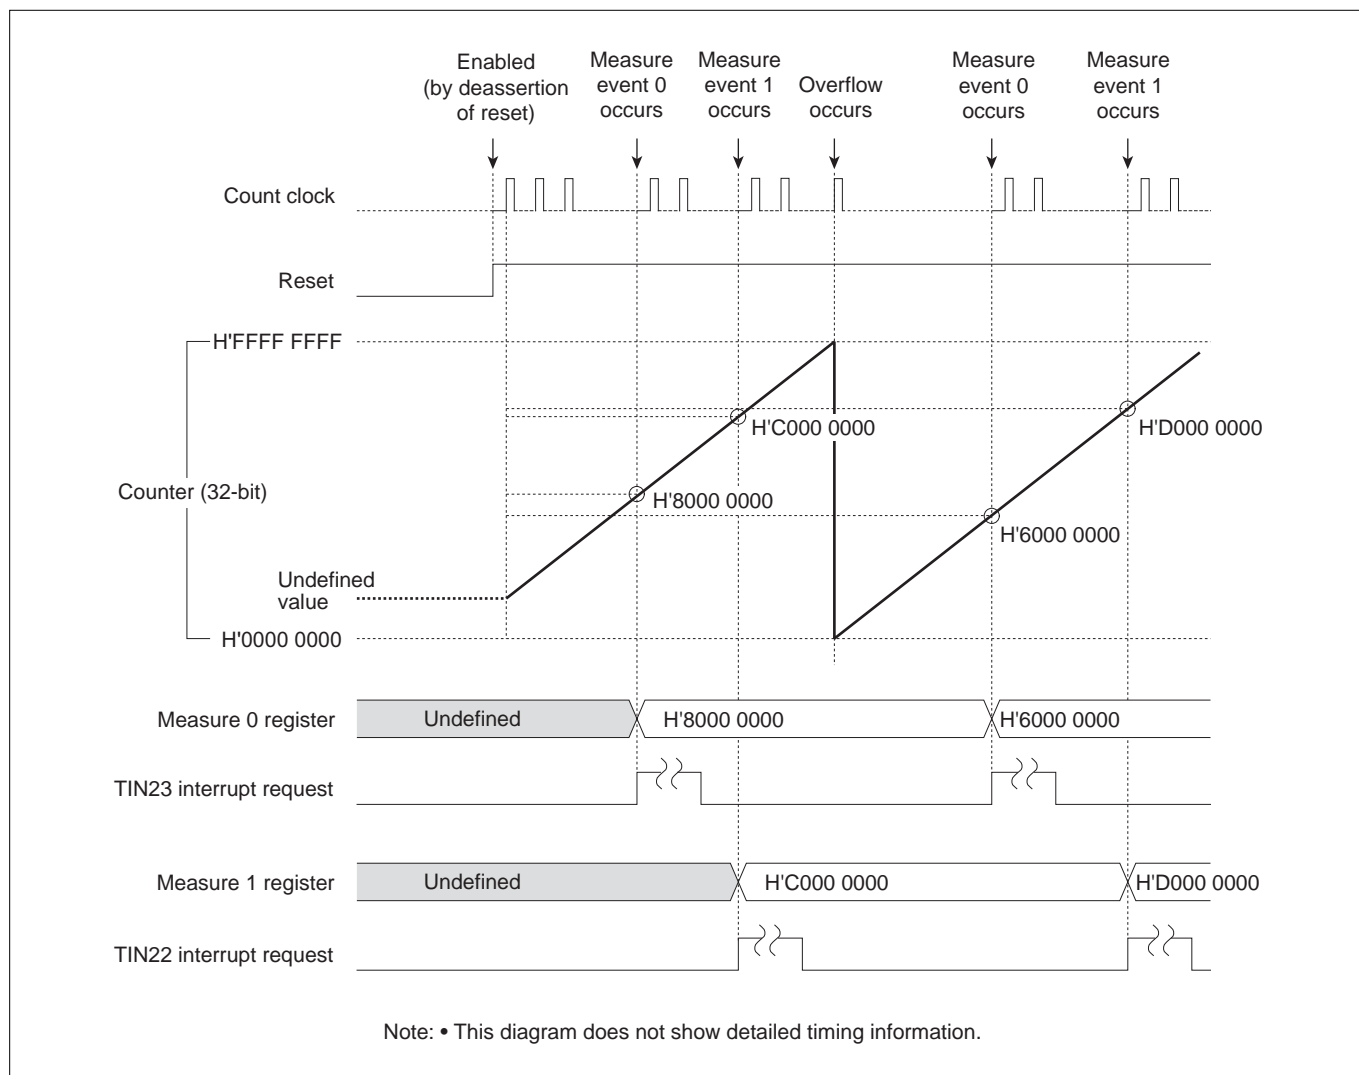 Enabled
(by deassertion
of reset)
Measure
event 0
occurs
Measure
event 1
occurs
Overflow
occurs
Measure
event 0
occurs
Measure
event 1
occurs
Count clock
Reset
H'FFFF FFFF
Counter (32-bit)
H'C000 0000
H'D000 0000
H'8000 0000
H'6000 0000
Undefined
value
H'0000 0000
Measure 0 register
Undefined
H'8000 0000
H'6000 0000
TIN23 interrupt request
Measure 1 register
Undefined
H'C000 0000
H'D000 0000
TIN22 interrupt request
Note: • This diagram does not show detailed timing information.